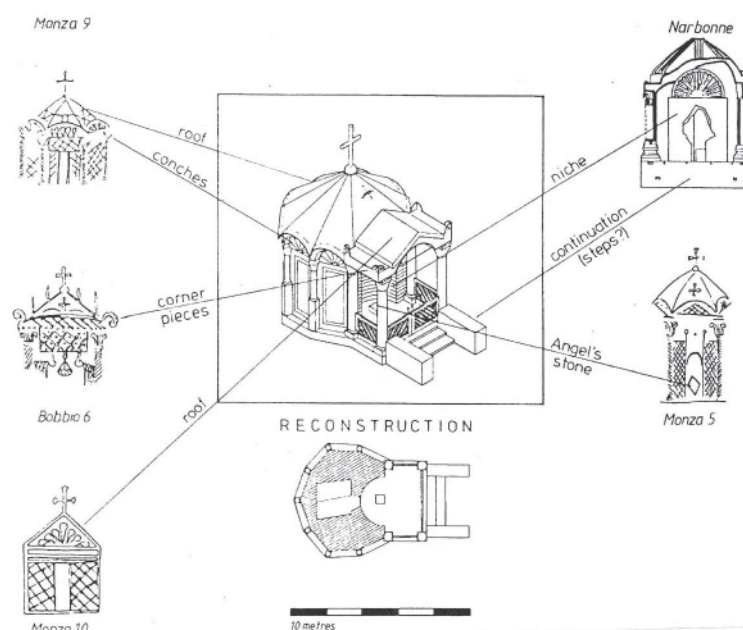 Monza 9
Narbonne
roof
conches
niche
continuation
(steps?)
corner
pieces
Angel's
stone
roof
Bobbio 6
Monza 5
RECONSTRUCTION
Monza 10
10 metres